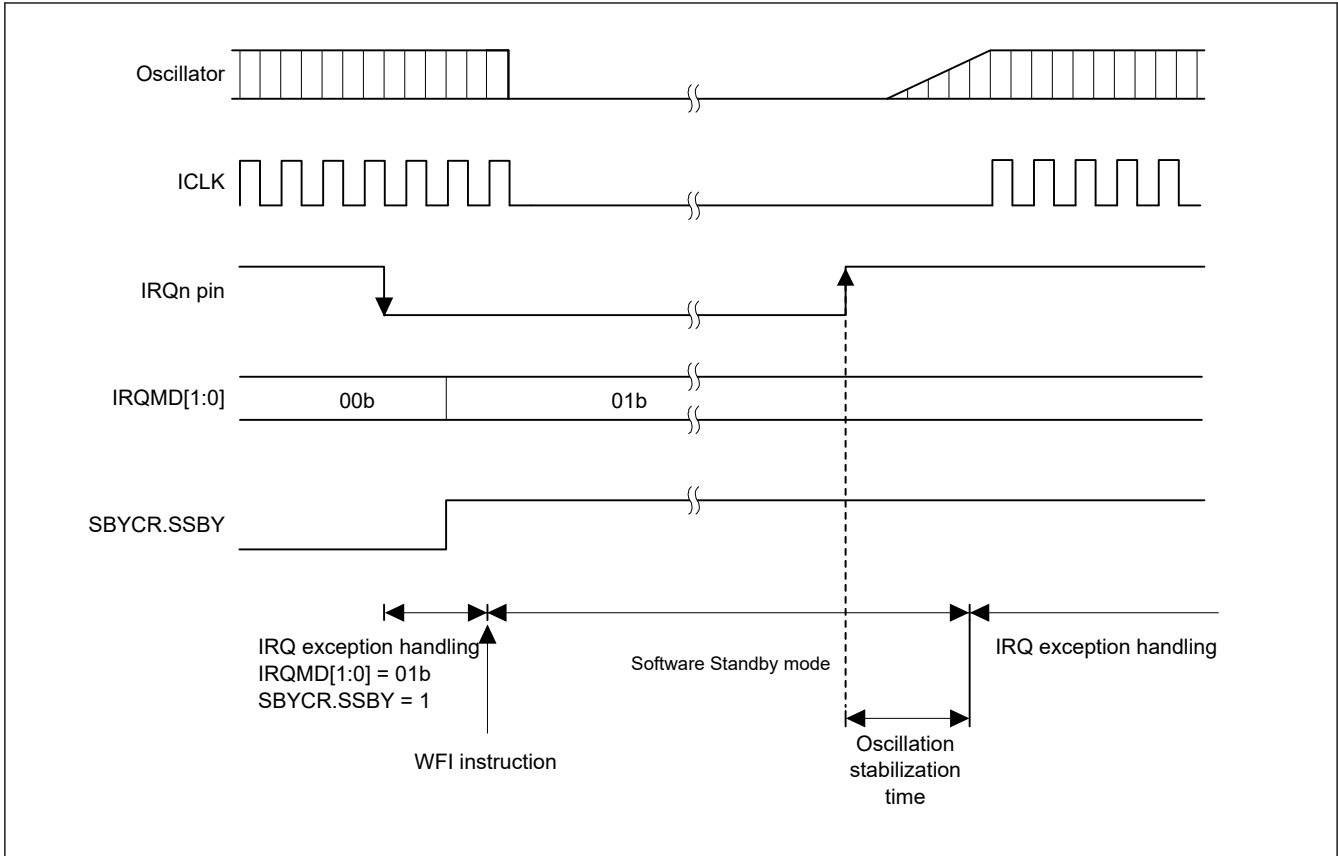 Oscillator
ICLK
IRQn pin
IRQMD[1:0]
00b
01b
SBYCR.SSBY
IRQ exception handling
IRQMD[1:0] = 01b
SBYCR.SSBY = 1
WFI instruction
Software Standby mode
Oscillation
stabilization
time
IRQ exception handling